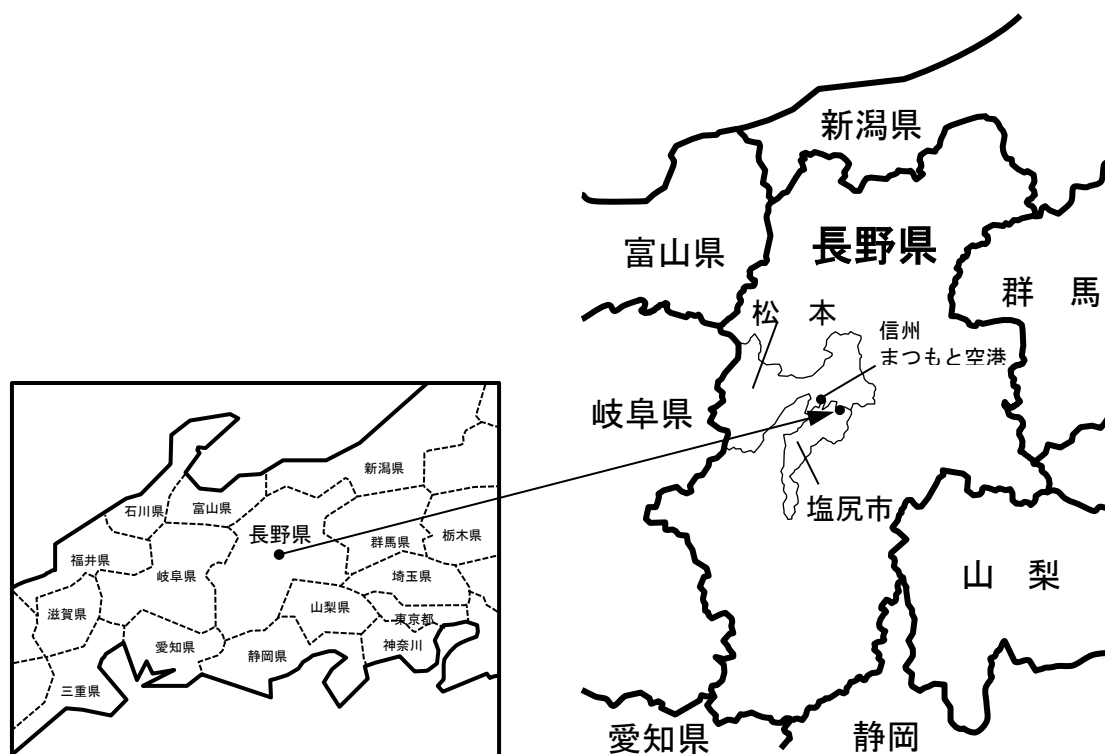 新潟県
富山県
長野県
群　馬
松　本
信州
まつもと空港
岐阜県
塩尻市
山　梨
愛知県
静岡
新潟県
石川県
富山県
長野県
群馬県
栃木県
福井県
岐阜県
埼玉県
滋賀県
山梨県
東京都
愛知県
静岡県
神奈川
三重県